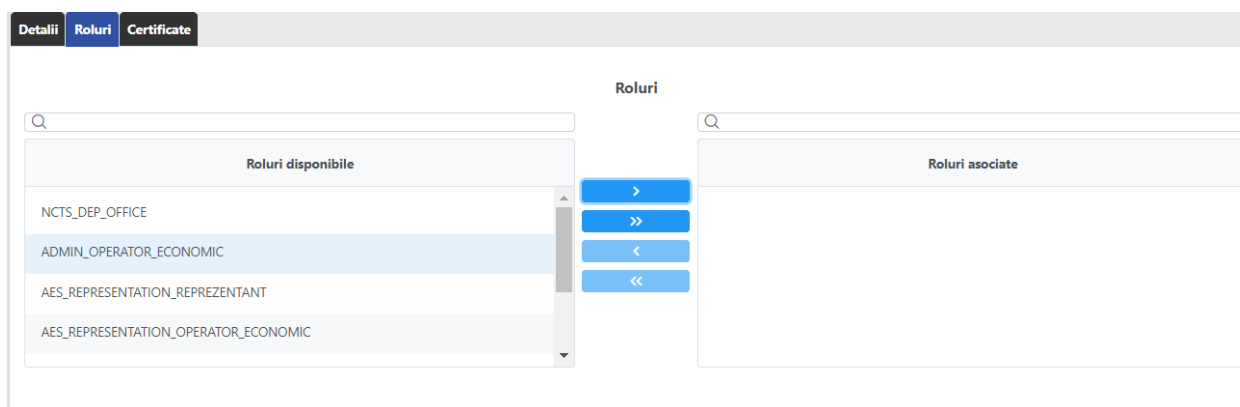 Detalii Roluri Certificate
Roluri
Roluri disponibile
Roluri asociate
NCTS_DEP_OFFICE
ADMIN_OPERATOR_ECONOMIC
AES_REPRESENTATION_REPREZENTANT
AES_REPRESENTATION_OPERATOR_ECONOMIC